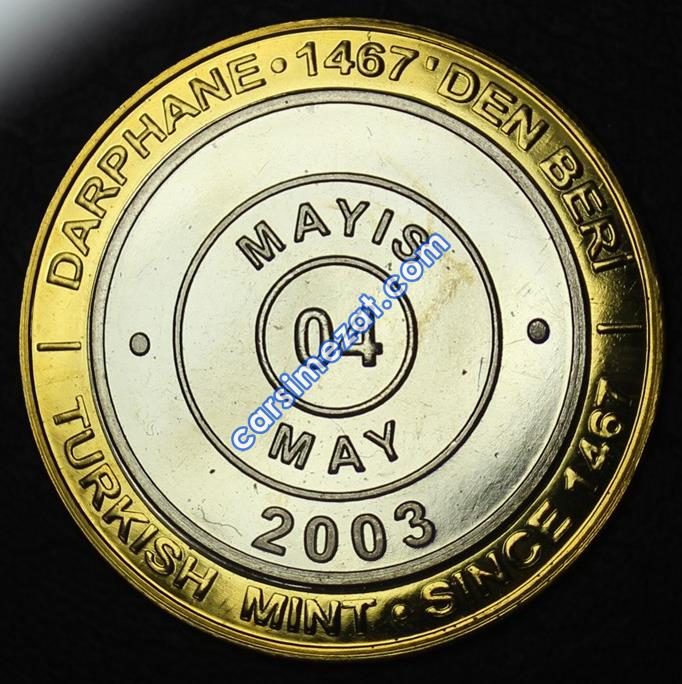 DARPHANE • 1467'DEN BERİ
MAYIS
04
MAY
2003
TURKISH MINT • SINCE 1467
carsimezat.com